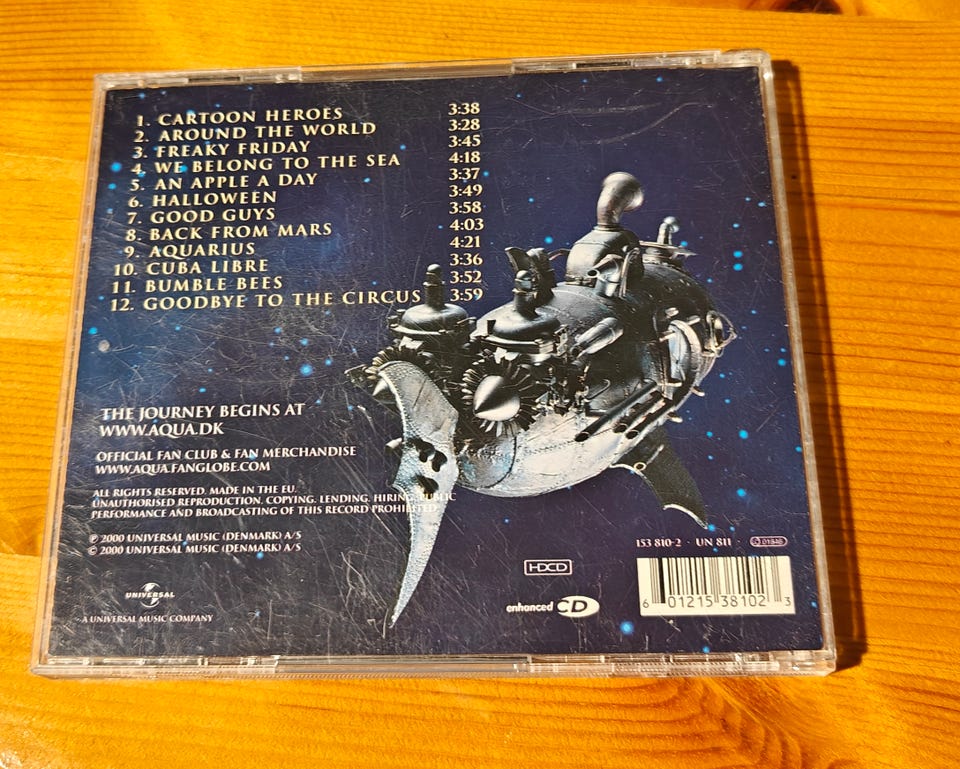 1. CARTOON HEROES 3:38
2. AROUND THE WORLD 3:28
3. FREAKY FRIDAY 3:45
4. WE BELONG TO THE SEA 4:18
5. AN APPLE A DAY 3:37
6. HALLOWEEN 3:49
7. GOOD GUYS 3:58
8. BACK FROM MARS 4:03
9. AQUARIUS 4:21
10. CUBA LIBRE 3:36
11. BUMBLE BEES 3:52
12. GOODBYE TO THE CIRCUS 3:59
THE JOURNEY BEGINS AT
WWW.AQUA.DK
OFFICIAL FAN CLUB & FAN MERCHANDISE
WWW.AQUA.FANGLOBE.COM
ALL RIGHTS RESERVED. MADE IN THE EU.
UNAUTHORISED REPRODUCTION, COPYING, LENDING, HIRING, PUBLIC
PERFORMANCE AND BROADCASTING OF THIS RECORD PROHIBITED.
℗ 2000 UNIVERSAL MUSIC (DENMARK) A/S
© 2000 UNIVERSAL MUSIC (DENMARK) A/S
UNIVERSAL
A UNIVERSAL MUSIC COMPANY
HDCD
enhanced CD
153 810-2 UN 811
6 01215 38102 3